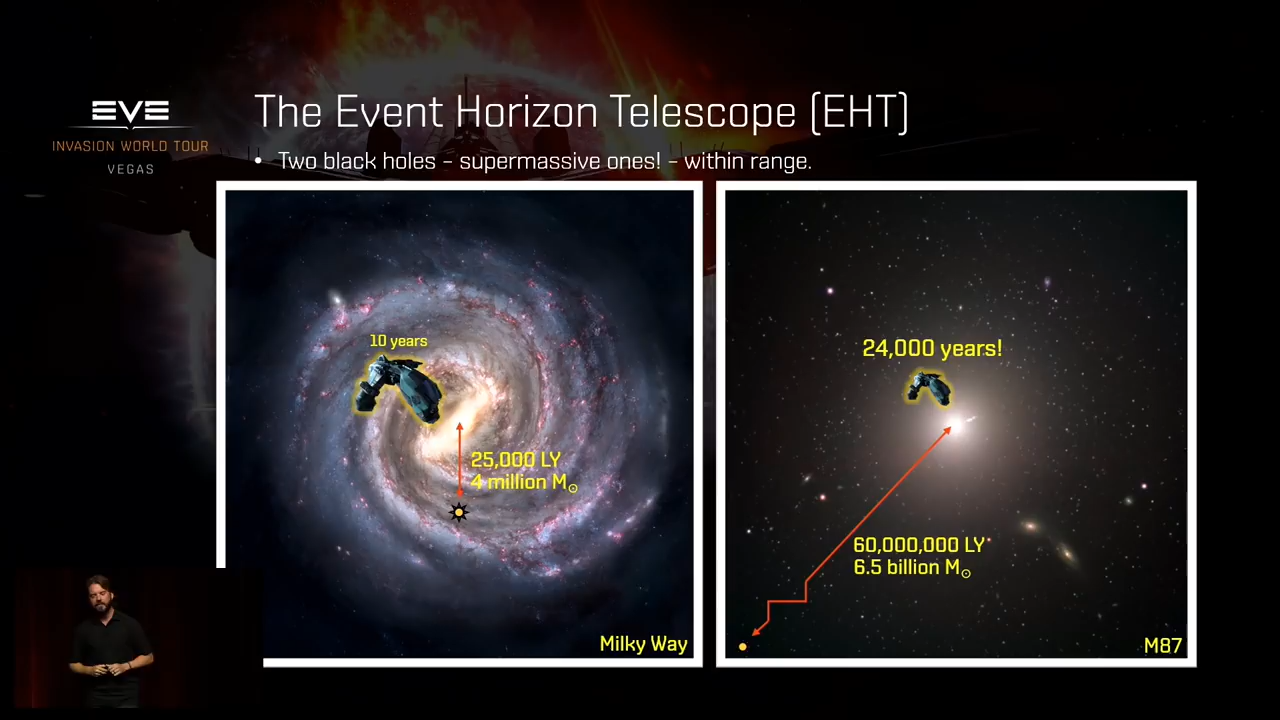 EVE
INVASION WORLD TOUR
VEGAS
The Event Horizon Telescope (EHT)
• Two black holes – supermassive ones! – within range.
10 years
25,000 LY
4 million M☉
Milky Way
24,000 years!
60,000,000 LY
6.5 billion M☉
M87